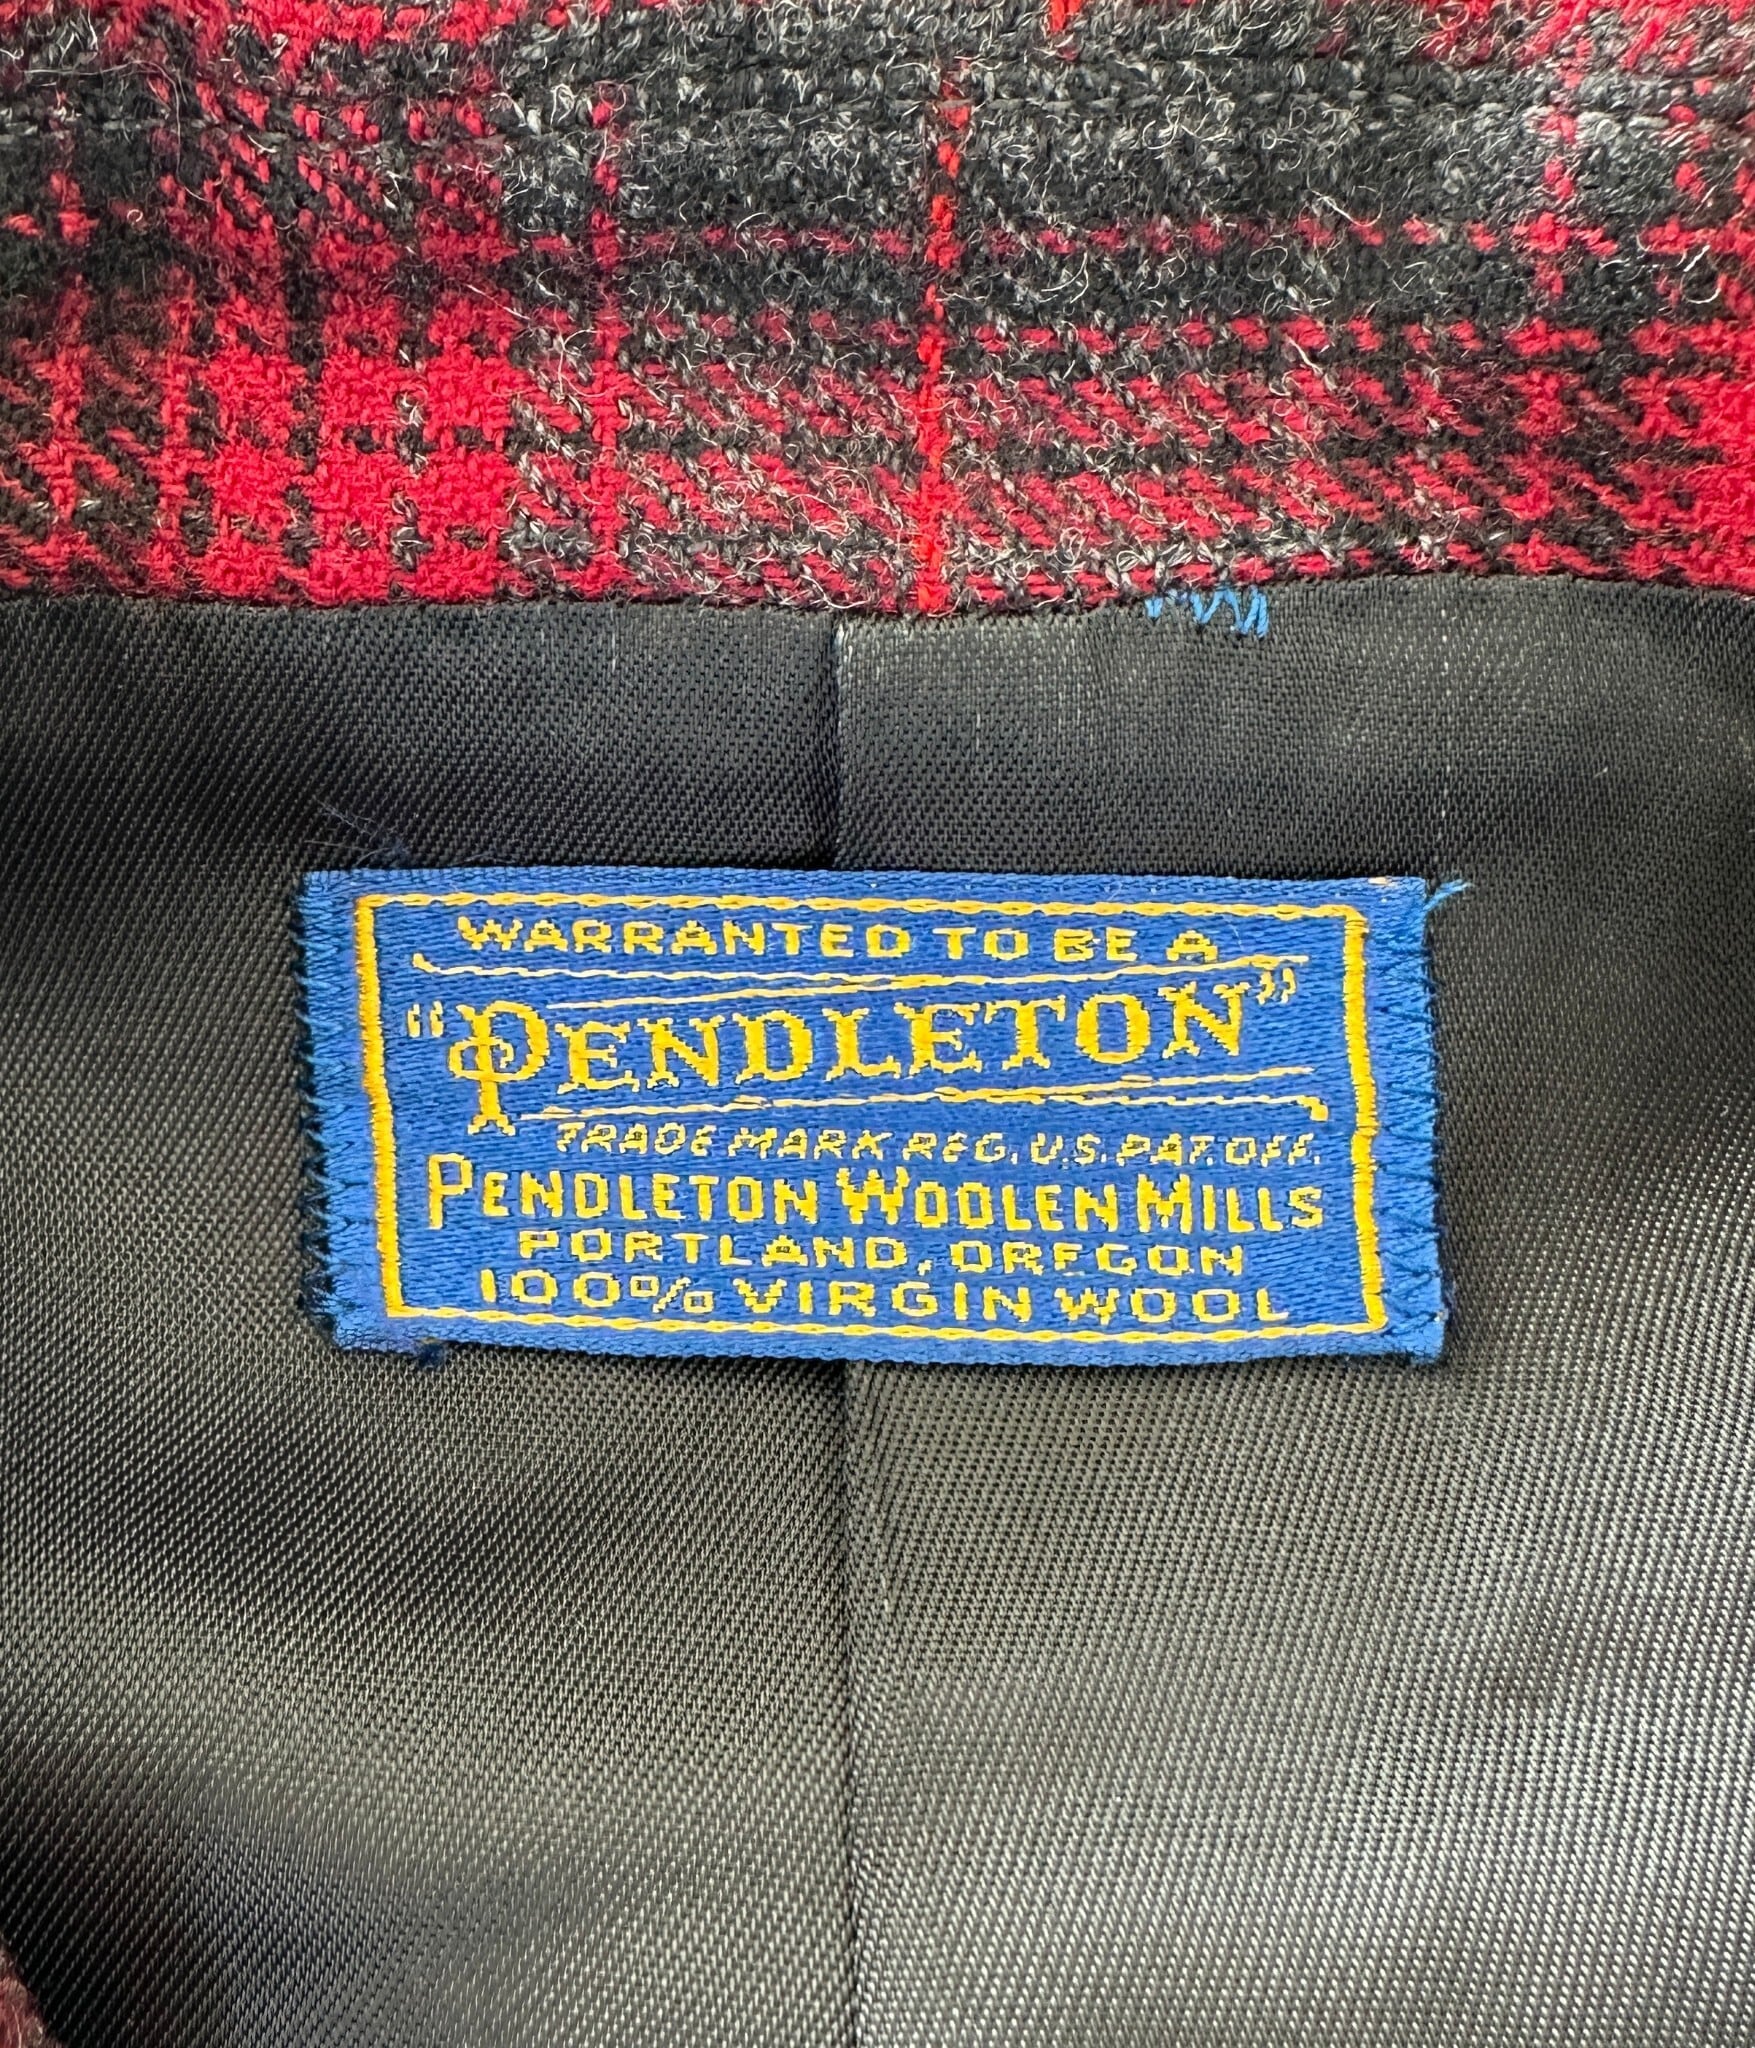 WARRANTED TO BE A
"PENDLETON"
TRADE MARK REG. U.S. PAT. OFF.
PENDLETON WOOLEN MILLS
PORTLAND, OREGON
100% VIRGIN WOOL